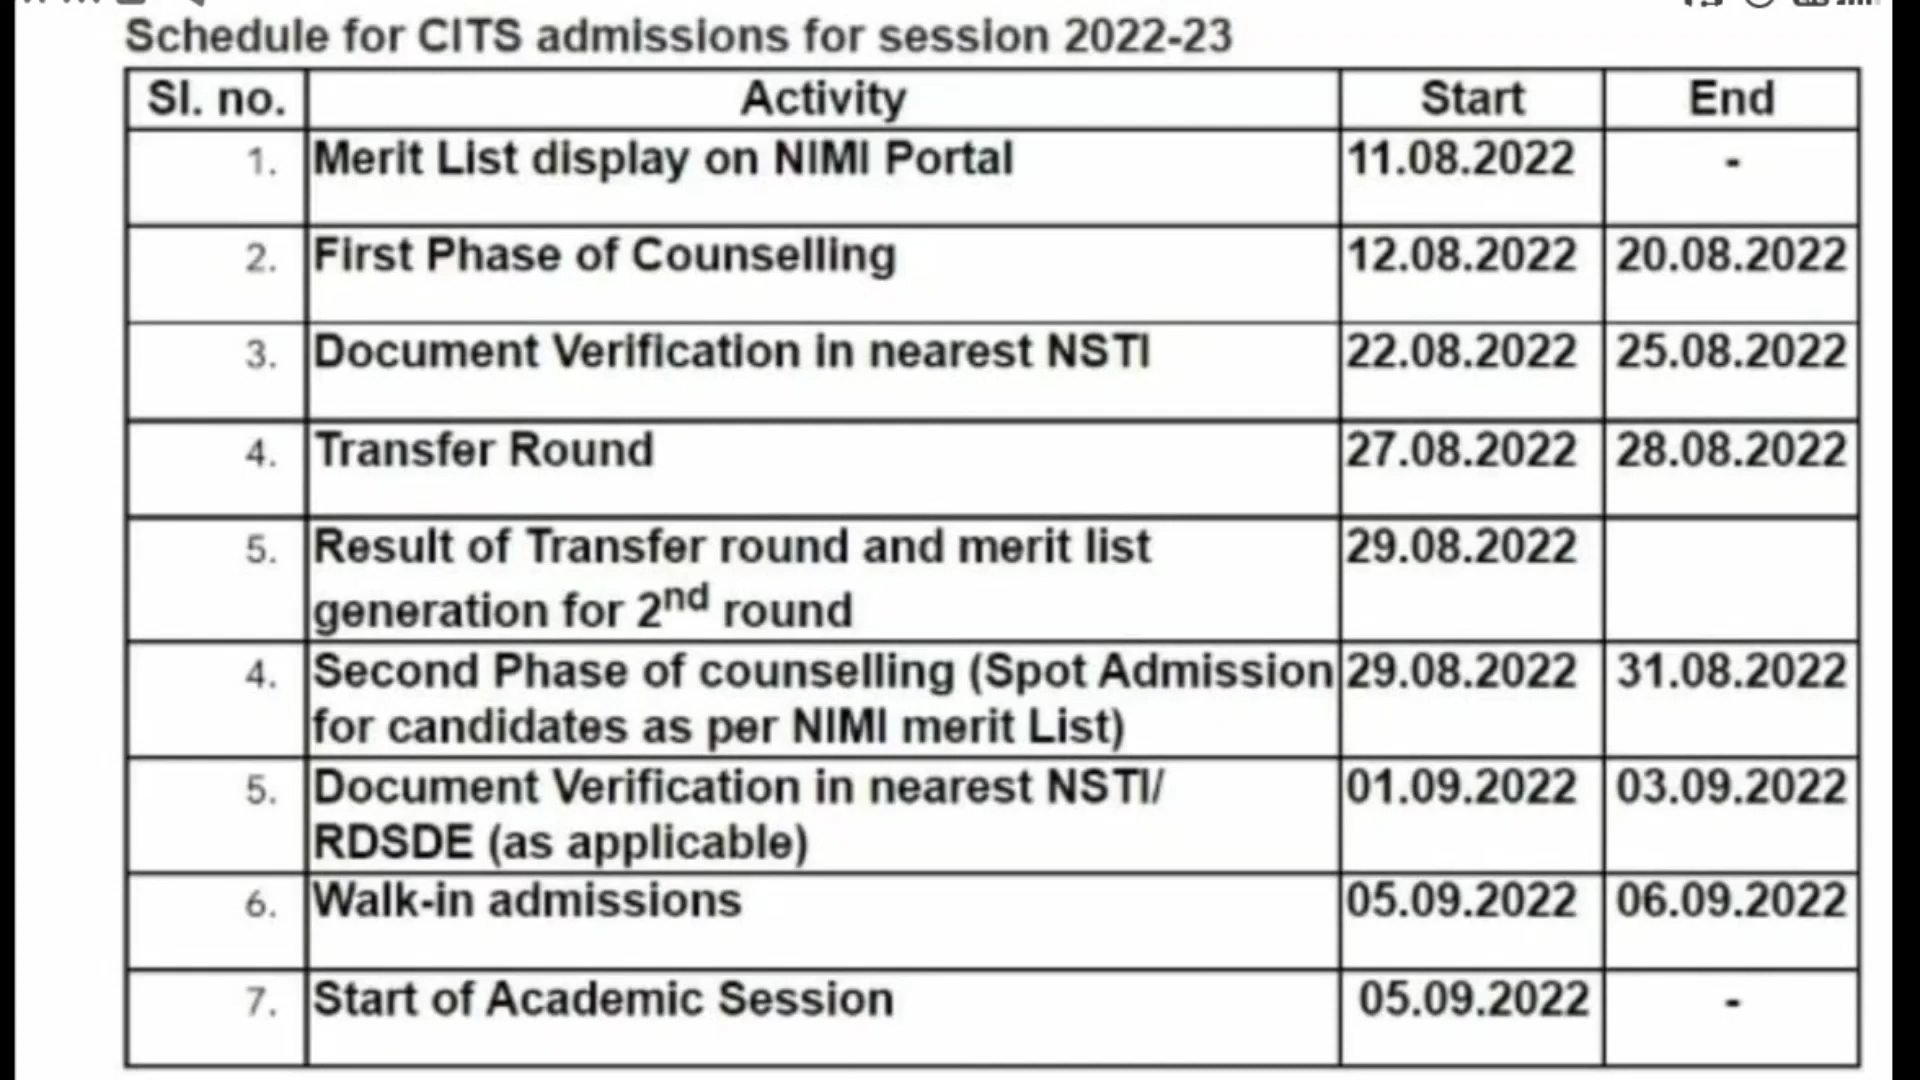 Schedule for CITS admissions for session 2022-23
Sl. no. Activity Start End
1. Merit List display on NIMI Portal 11.08.2022 -
2. First Phase of Counselling 12.08.2022 20.08.2022
3. Document Verification in nearest NSTI 22.08.2022 25.08.2022
4. Transfer Round 27.08.2022 28.08.2022
5. Result of Transfer round and merit list 29.08.2022
generation for 2nd round
4. Second Phase of counselling (Spot Admission 29.08.2022 31.08.2022
for candidates as per NIMI merit List)
5. Document Verification in nearest NSTI/ 01.09.2022 03.09.2022
RDSDE (as applicable)
6. Walk-in admissions 05.09.2022 06.09.2022
7. Start of Academic Session 05.09.2022 -